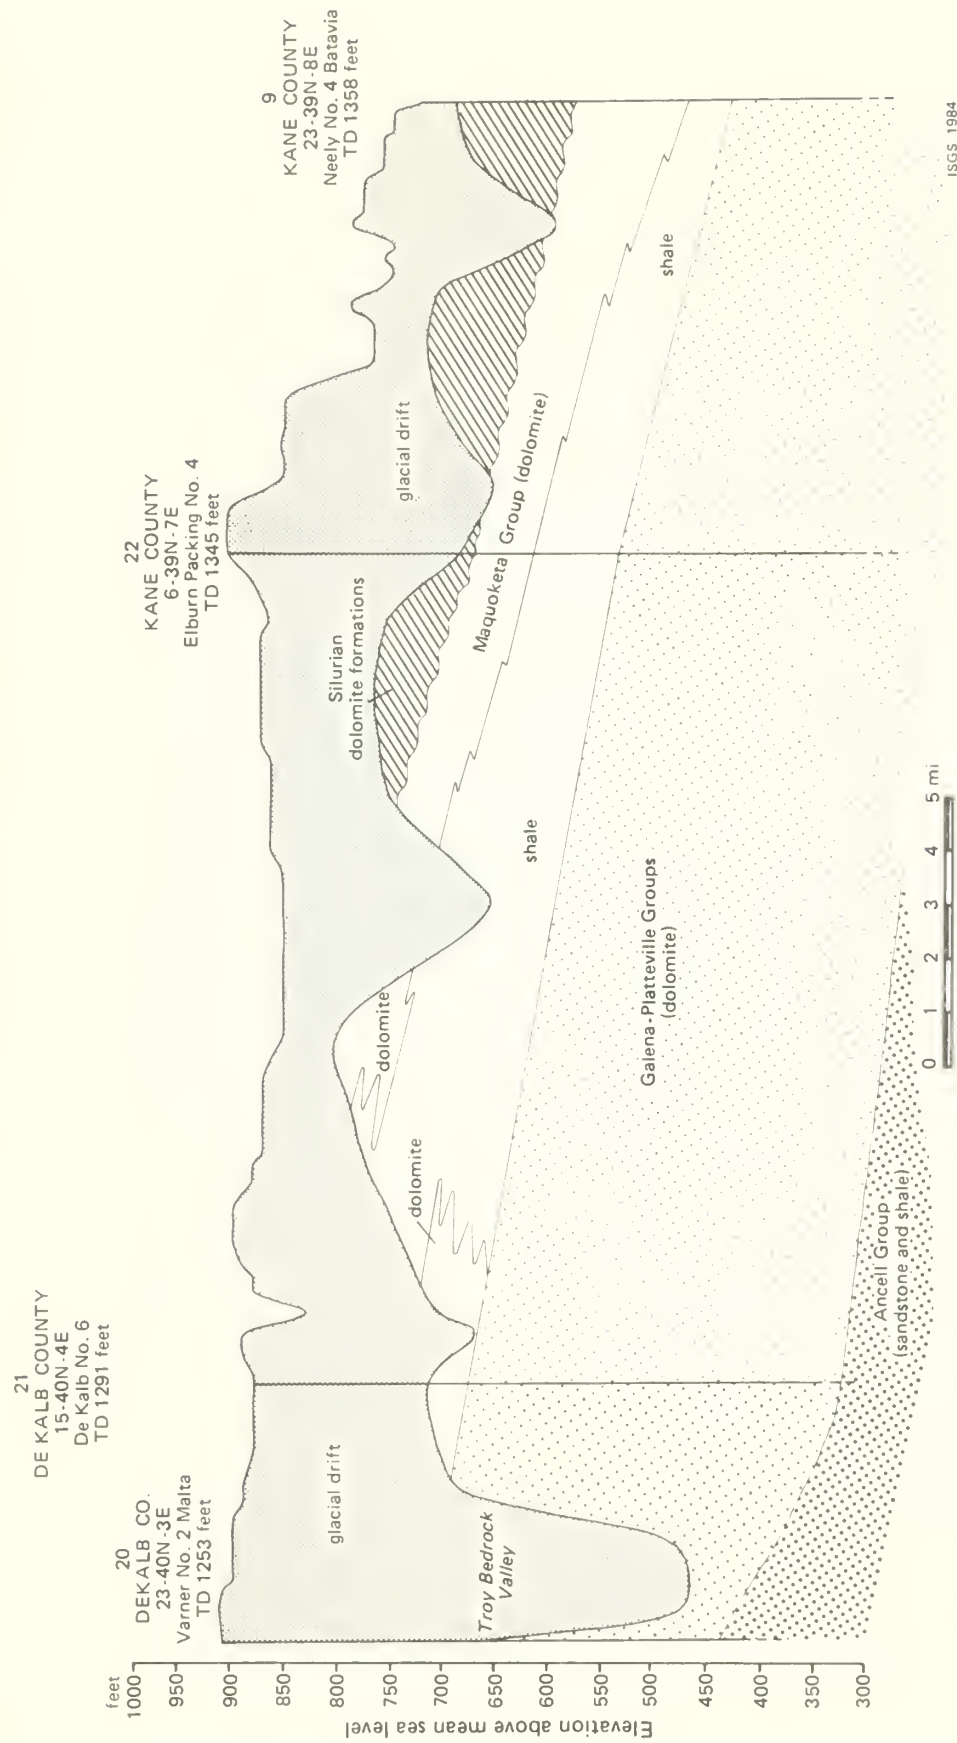 20
DEKALB CO.
23-40N-3E
Varner No. 2 Malta
TD 1253 feet
21
DE KALB COUNTY
15-40N-4E
De Kalb No. 6
TD 1291 feet
22
KANE COUNTY
6-39N-7E
Elburn Packing No. 4
TD 1345 feet
9
KANE COUNTY
23-39N-8E
Neely No. 4 Batavia
TD 1358 feet
feet
1000
950
900
850
800
750
700
650
600
550
500
450
400
350
300
Elevation above mean sea level
glacial drift
Troy Bedrock
Valley
dolomite
dolomite
Silurian
dolomite formations
glacial drift
Maquoketa Group (dolomite)
shale
shale
Galena-Platteville Groups
(dolomite)
Ancell Group
(sandstone and shale)
0 1 2 3 4 5 mi
ISGS 1984